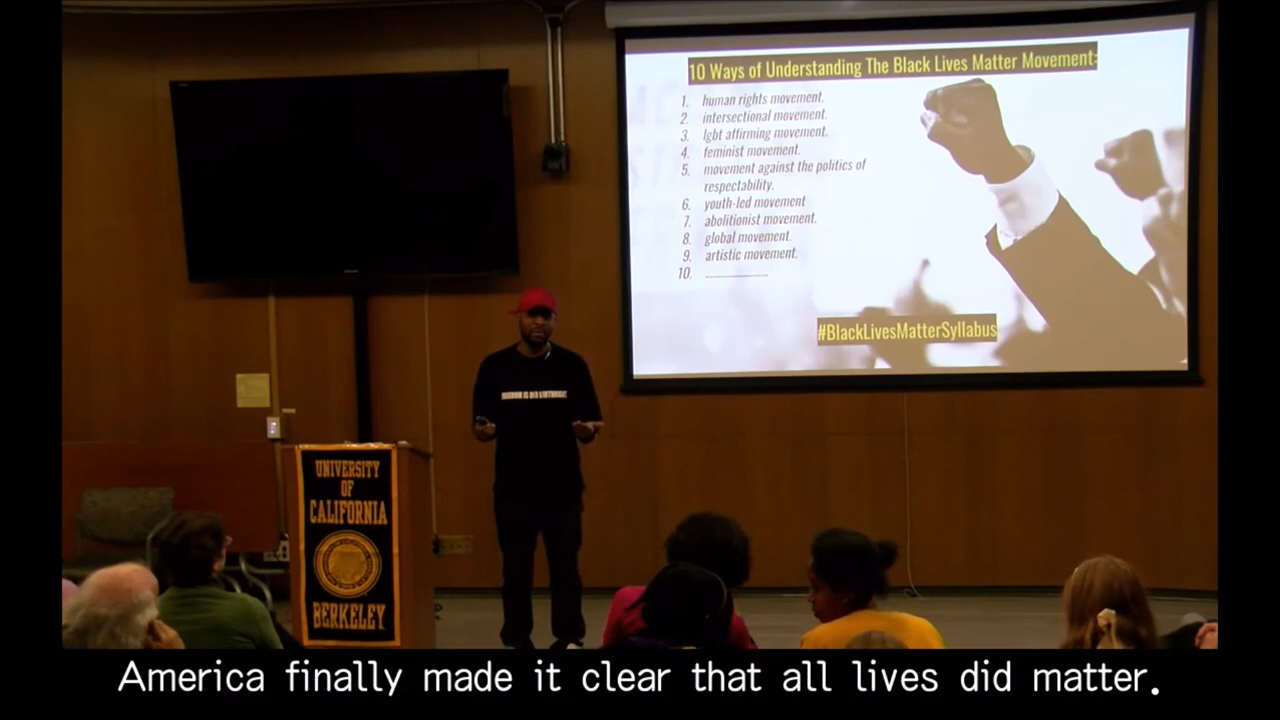 10 Ways of Understanding The Black Lives Matter Movement:
1. human rights movement.
2. intersectional movement.
3. lgbt affirming movement.
4. feminist movement.
5. movement against the politics of
respectability.
6. youth-led movement
7. abolitionist movement.
8. global movement.
9. artistic movement.
10. ....................
#BlackLivesMatterSyllabus
UNIVERSITY
OF
CALIFORNIA
BERKELEY
America finally made it clear that all lives did matter.